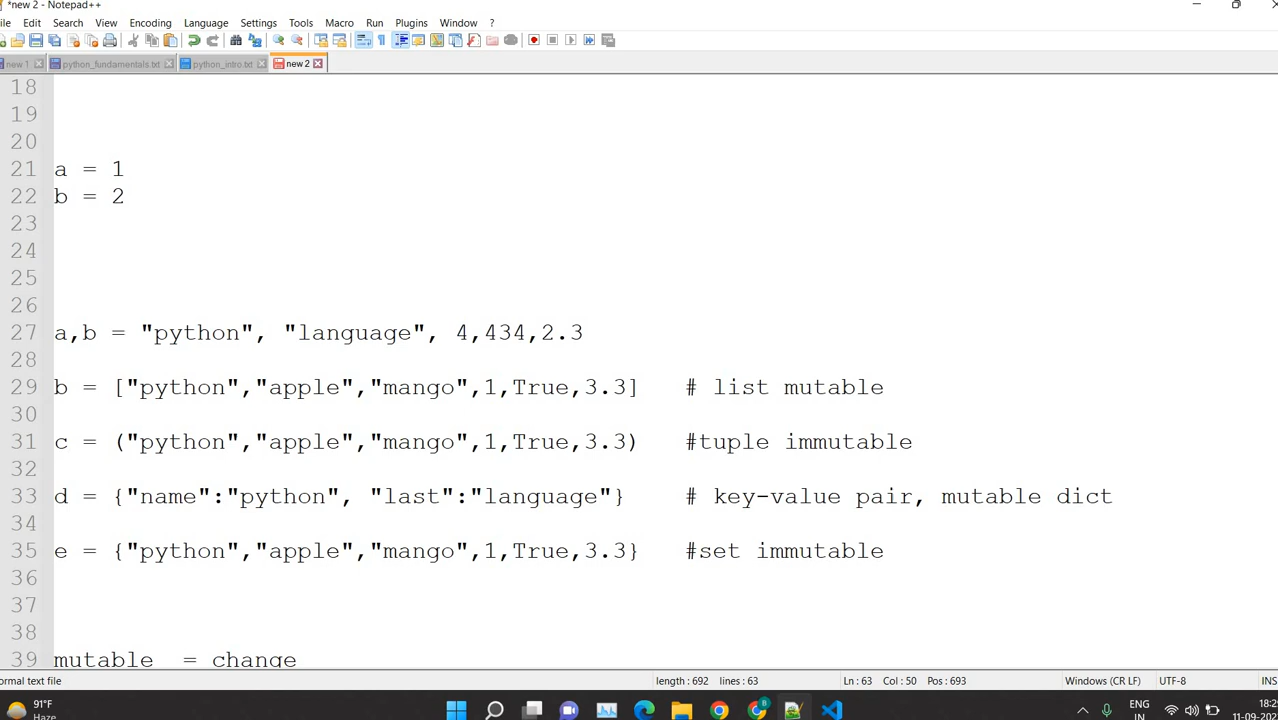 *new 2 - Notepad++
ile Edit Search View Encoding Language Settings Tools Macro Run Plugins Window ?
new 1 python_fundamentals.txt python_intro.txt new 2
18
19
20
21 a = 1
22 b = 2
23
24
25
26
27 a,b = "python", "language", 4,434,2.3
28
29 b = ["python","apple","mango",1,True,3.3] # list mutable
30
31 c = ("python","apple","mango",1,True,3.3) #tuple immutable
32
33 d = {"name":"python", "last":"language"} # key-value pair, mutable dict
34
35 e = {"python","apple","mango",1,True,3.3} #set immutable
36
37
38
39 mutable = change
ormal text file length : 692 lines : 63 Ln : 63 Col : 50 Pos : 693 Windows (CR LF) UTF-8 INS
91°F ENG 18:2
Haze IN 11-09-202